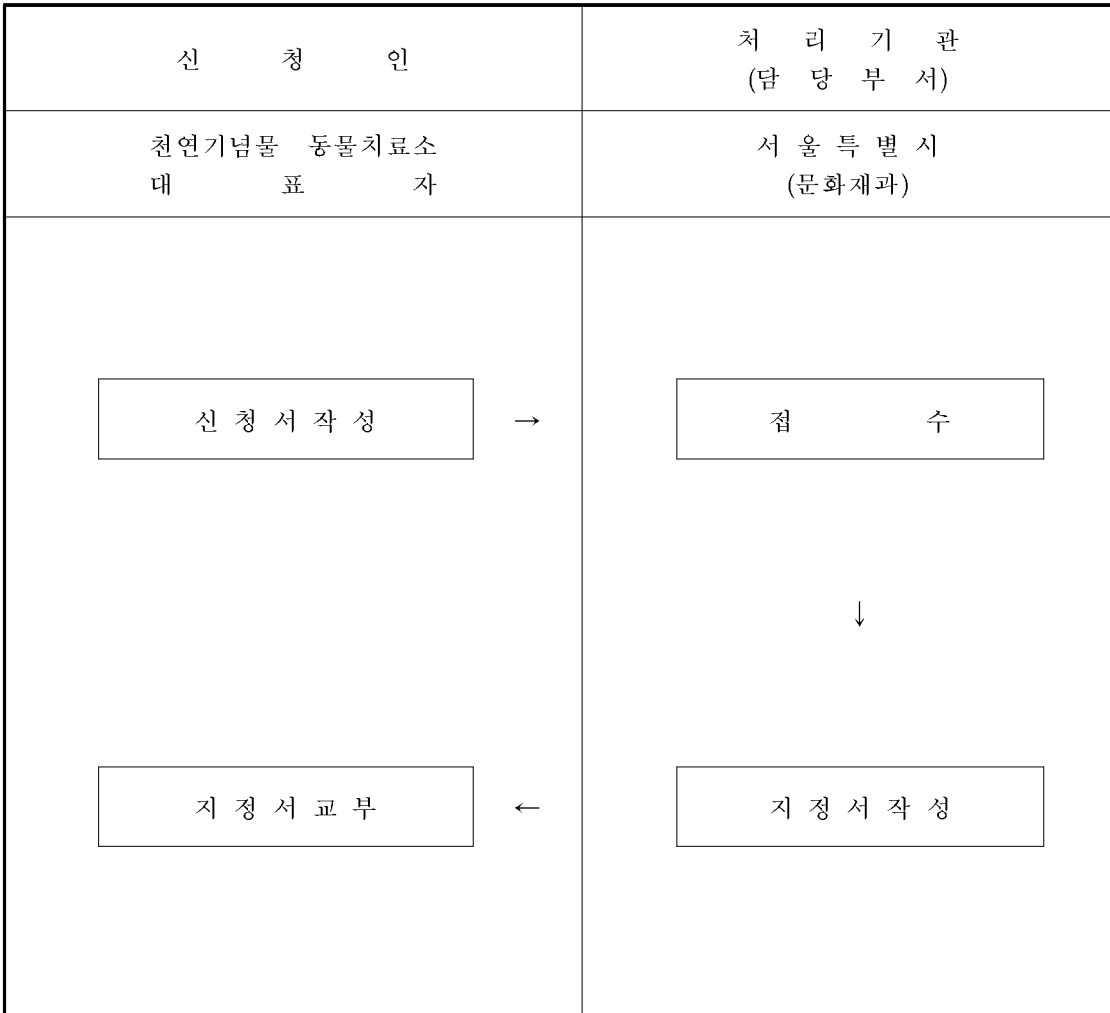 신 청 인
처 리 기 관
(담 당 부 서)
천연기념물 동물치료소
대 표 자
서 울 특 별 시
(문화재과)
신 청 서 작 성 → 접 수
↓
지 정 서 교 부 ← 지 정 서 작 성